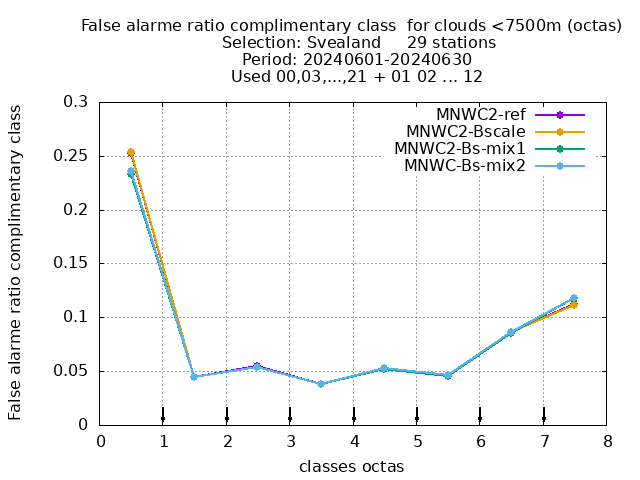 False alarme ratio complimentary class  for clouds <7500m (octas)
Selection: Svealand     29 stations
Period: 20240601-20240630
Used 00,03,...,21 + 01 02 ... 12
MNWC2-ref
MNWC2-Bscale
MNWC2-Bs-mix1
MNWC-Bs-mix2
False alarme ratio complimentary class
0.3
0.25
0.2
0.15
0.1
0.05
0
0 1 2 3 4 5 6 7 8
classes octas